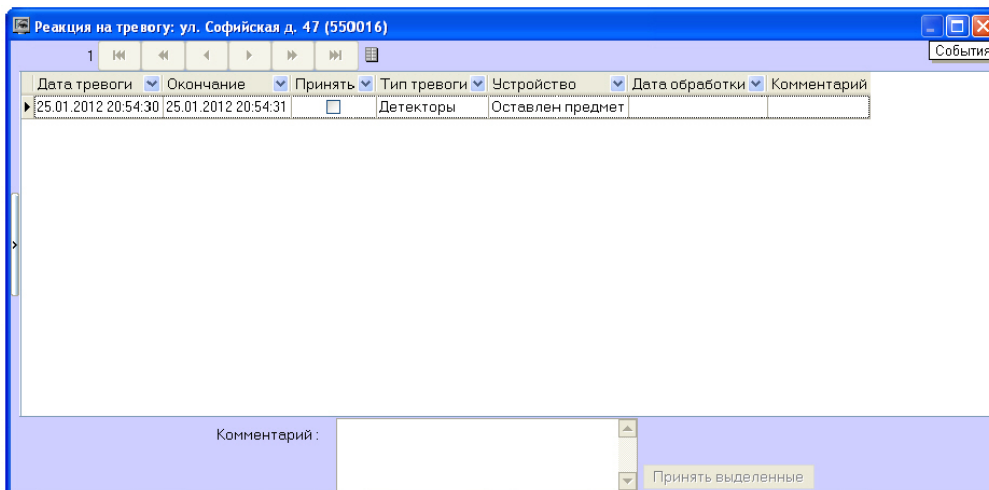 Реакция на тревогу: ул. Софийская д. 47 (550016)
События
1
Дата тревоги Окончание Принять Тип тревоги Устройство Дата обработки Комментарий
25.01.2012 20:54:30 25.01.2012 20:54:31 Детекторы Оставлен предмет
Комментарий :
Принять выделенные